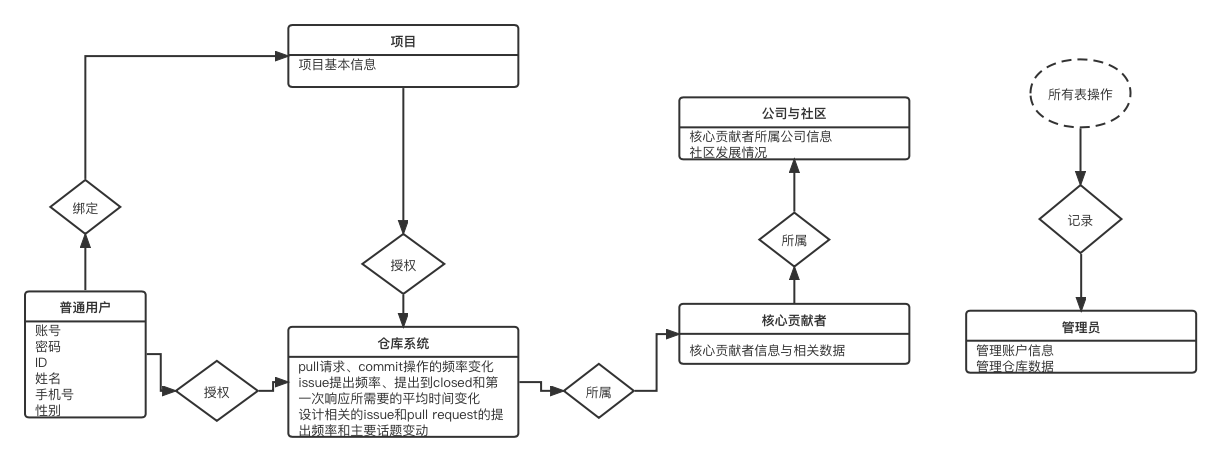 项目
项目基本信息
所有表操作
公司与社区
核心贡献者所属公司信息
社区发展情况
绑定
记录
所属
授权
普通用户
账号
密码
ID
姓名
手机号
性别
授权
仓库系统
pull请求、commit操作的频率变化
issue提出频率、提出到closed和第
一次响应所需要的平均时间变化
设计相关的issue和pull request的提
出频率和主要话题变动
所属
核心贡献者
核心贡献者信息与相关数据
管理员
管理账户信息
管理仓库数据